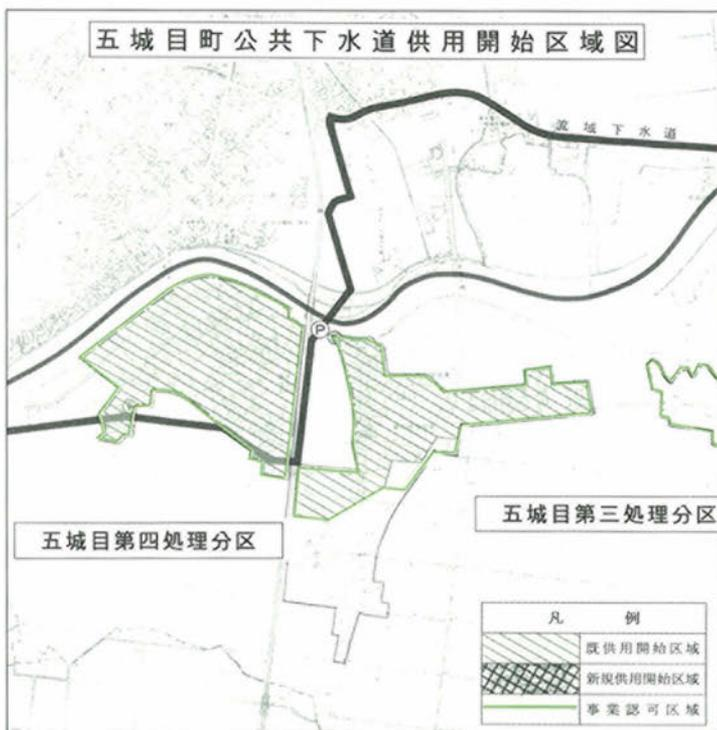 五城目町公共下水道供用開始区域図
流域下水道
P
五城目第四処理分区
五城目第三処理分区
凡例
既供用開始区域
新規供用開始区域
事業認可区域